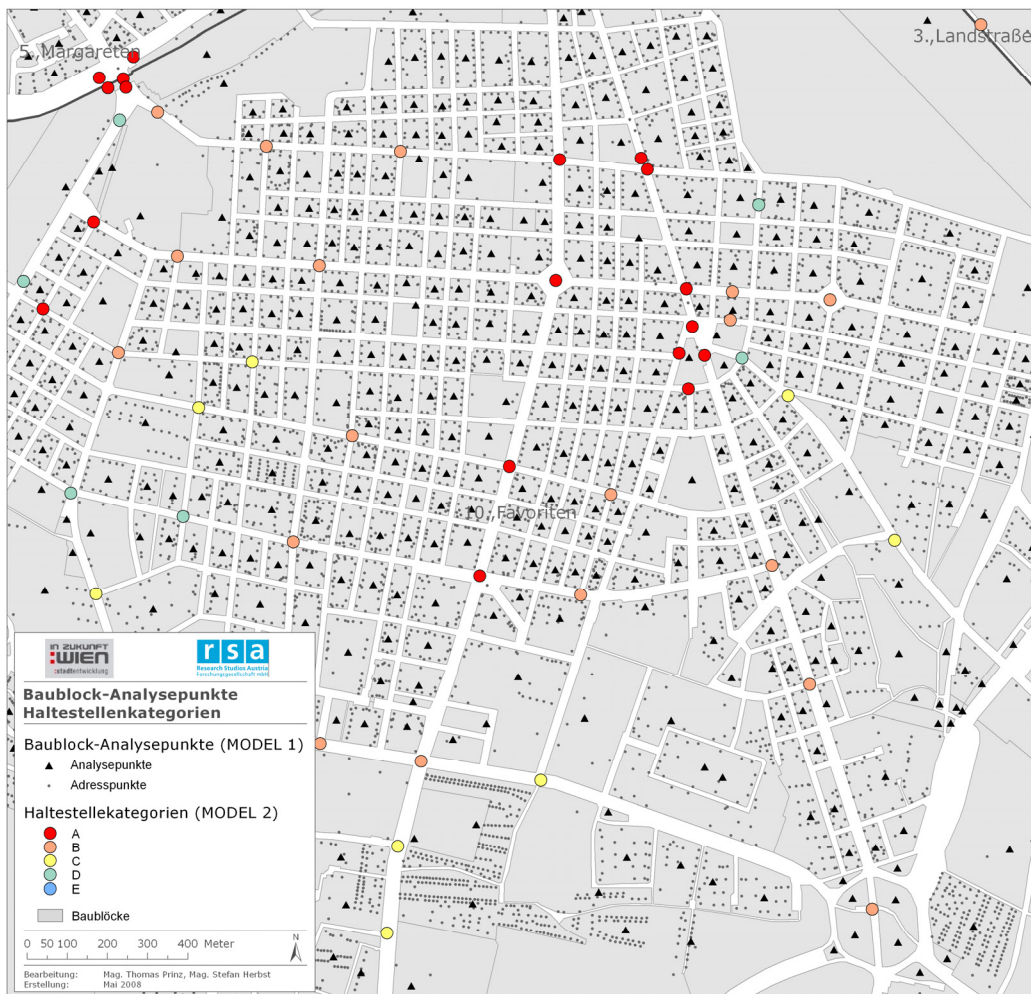 5.,Margareten
3.,Landstraße
10.,Favoriten
IN ZUKUNFT
WIEN
:stadtentwicklung
rsa
Research Studios Austria
Forschungsgesellschaft mbH
Baublock-Analysepunkte
Haltestellenkategorien
Baublock-Analysepunkte (MODEL 1)
Analysepunkte
Adresspunkte
Haltestellekategorien (MODEL 2)
A
B
C
D
E
Baublöcke
0 50 100 200 300 400 Meter
N
Bearbeitung: Mag. Thomas Prinz, Mag. Stefan Herbst
Erstellung: Mai 2008